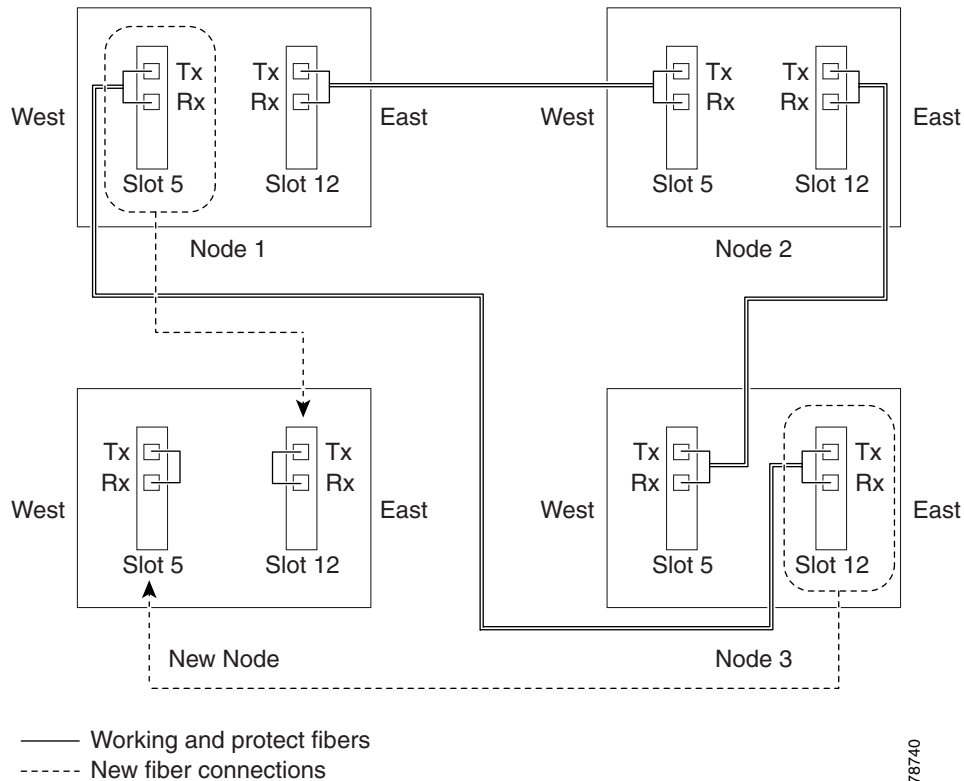 Tx
Rx
Slot 5
Tx
Rx
Slot 12
West
East
Node 1
Tx
Rx
Slot 5
Tx
Rx
Slot 12
West
East
Node 2
Tx
Rx
Slot 5
Tx
Rx
Slot 12
West
East
New Node
Tx
Rx
Slot 5
Tx
Rx
Slot 12
West
East
Node 3
Working and protect fibers
New fiber connections
78740